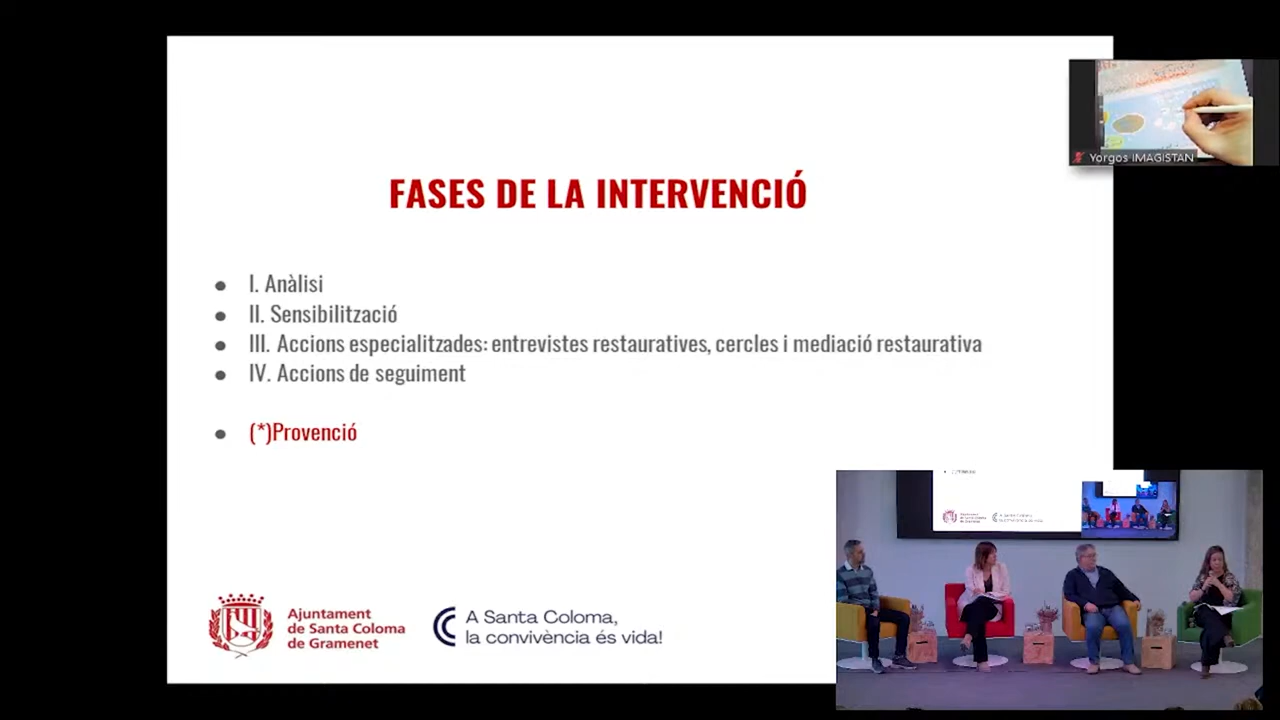 FASES DE LA INTERVENCIÓ
● I. Anàlisi
● II. Sensibilització
● III. Accions especialitzades: entrevistes restauratives, cercles i mediació restaurativa
● IV. Accions de seguiment
● (*)Provenció
Ajuntament
de Santa Coloma
de Gramenet
A Santa Coloma,
la convivència és vida!
Yorgos IMAGISTAN